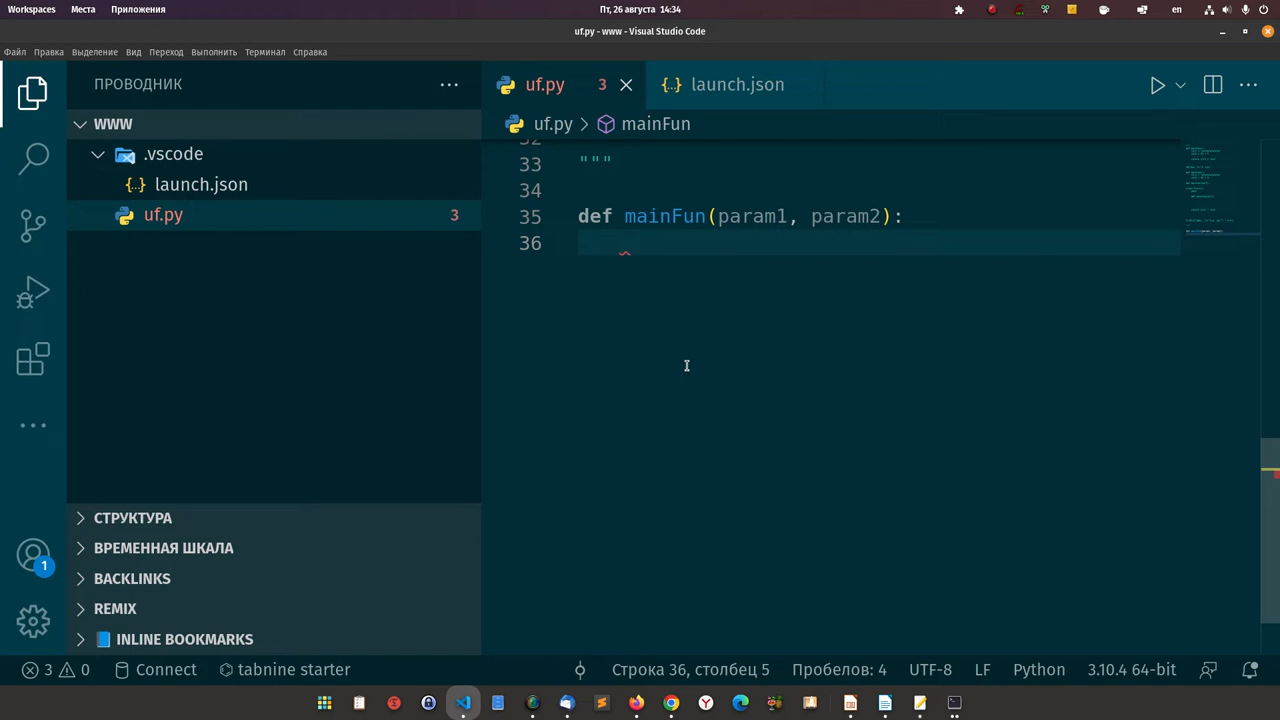 Workspaces Места Приложения Пт, 26 августа 14:34 en
uf.py - www - Visual Studio Code
Файл Правка Выделение Вид Переход Выполнить Терминал Справка
ПРОВОДНИК
uf.py 3
launch.json
WWW
uf.py > mainFun
.vscode
launch.json
uf.py 3
32
33 """
34
35 def mainFun(param1, param2):
36
СТРУКТУРА
ВРЕМЕННАЯ ШКАЛА
BACKLINKS
REMIX
INLINE BOOKMARKS
1
3 0 Connect tabnine starter Строка 36, столбец 5 Пробелов: 4 UTF-8 LF Python 3.10.4 64-bit